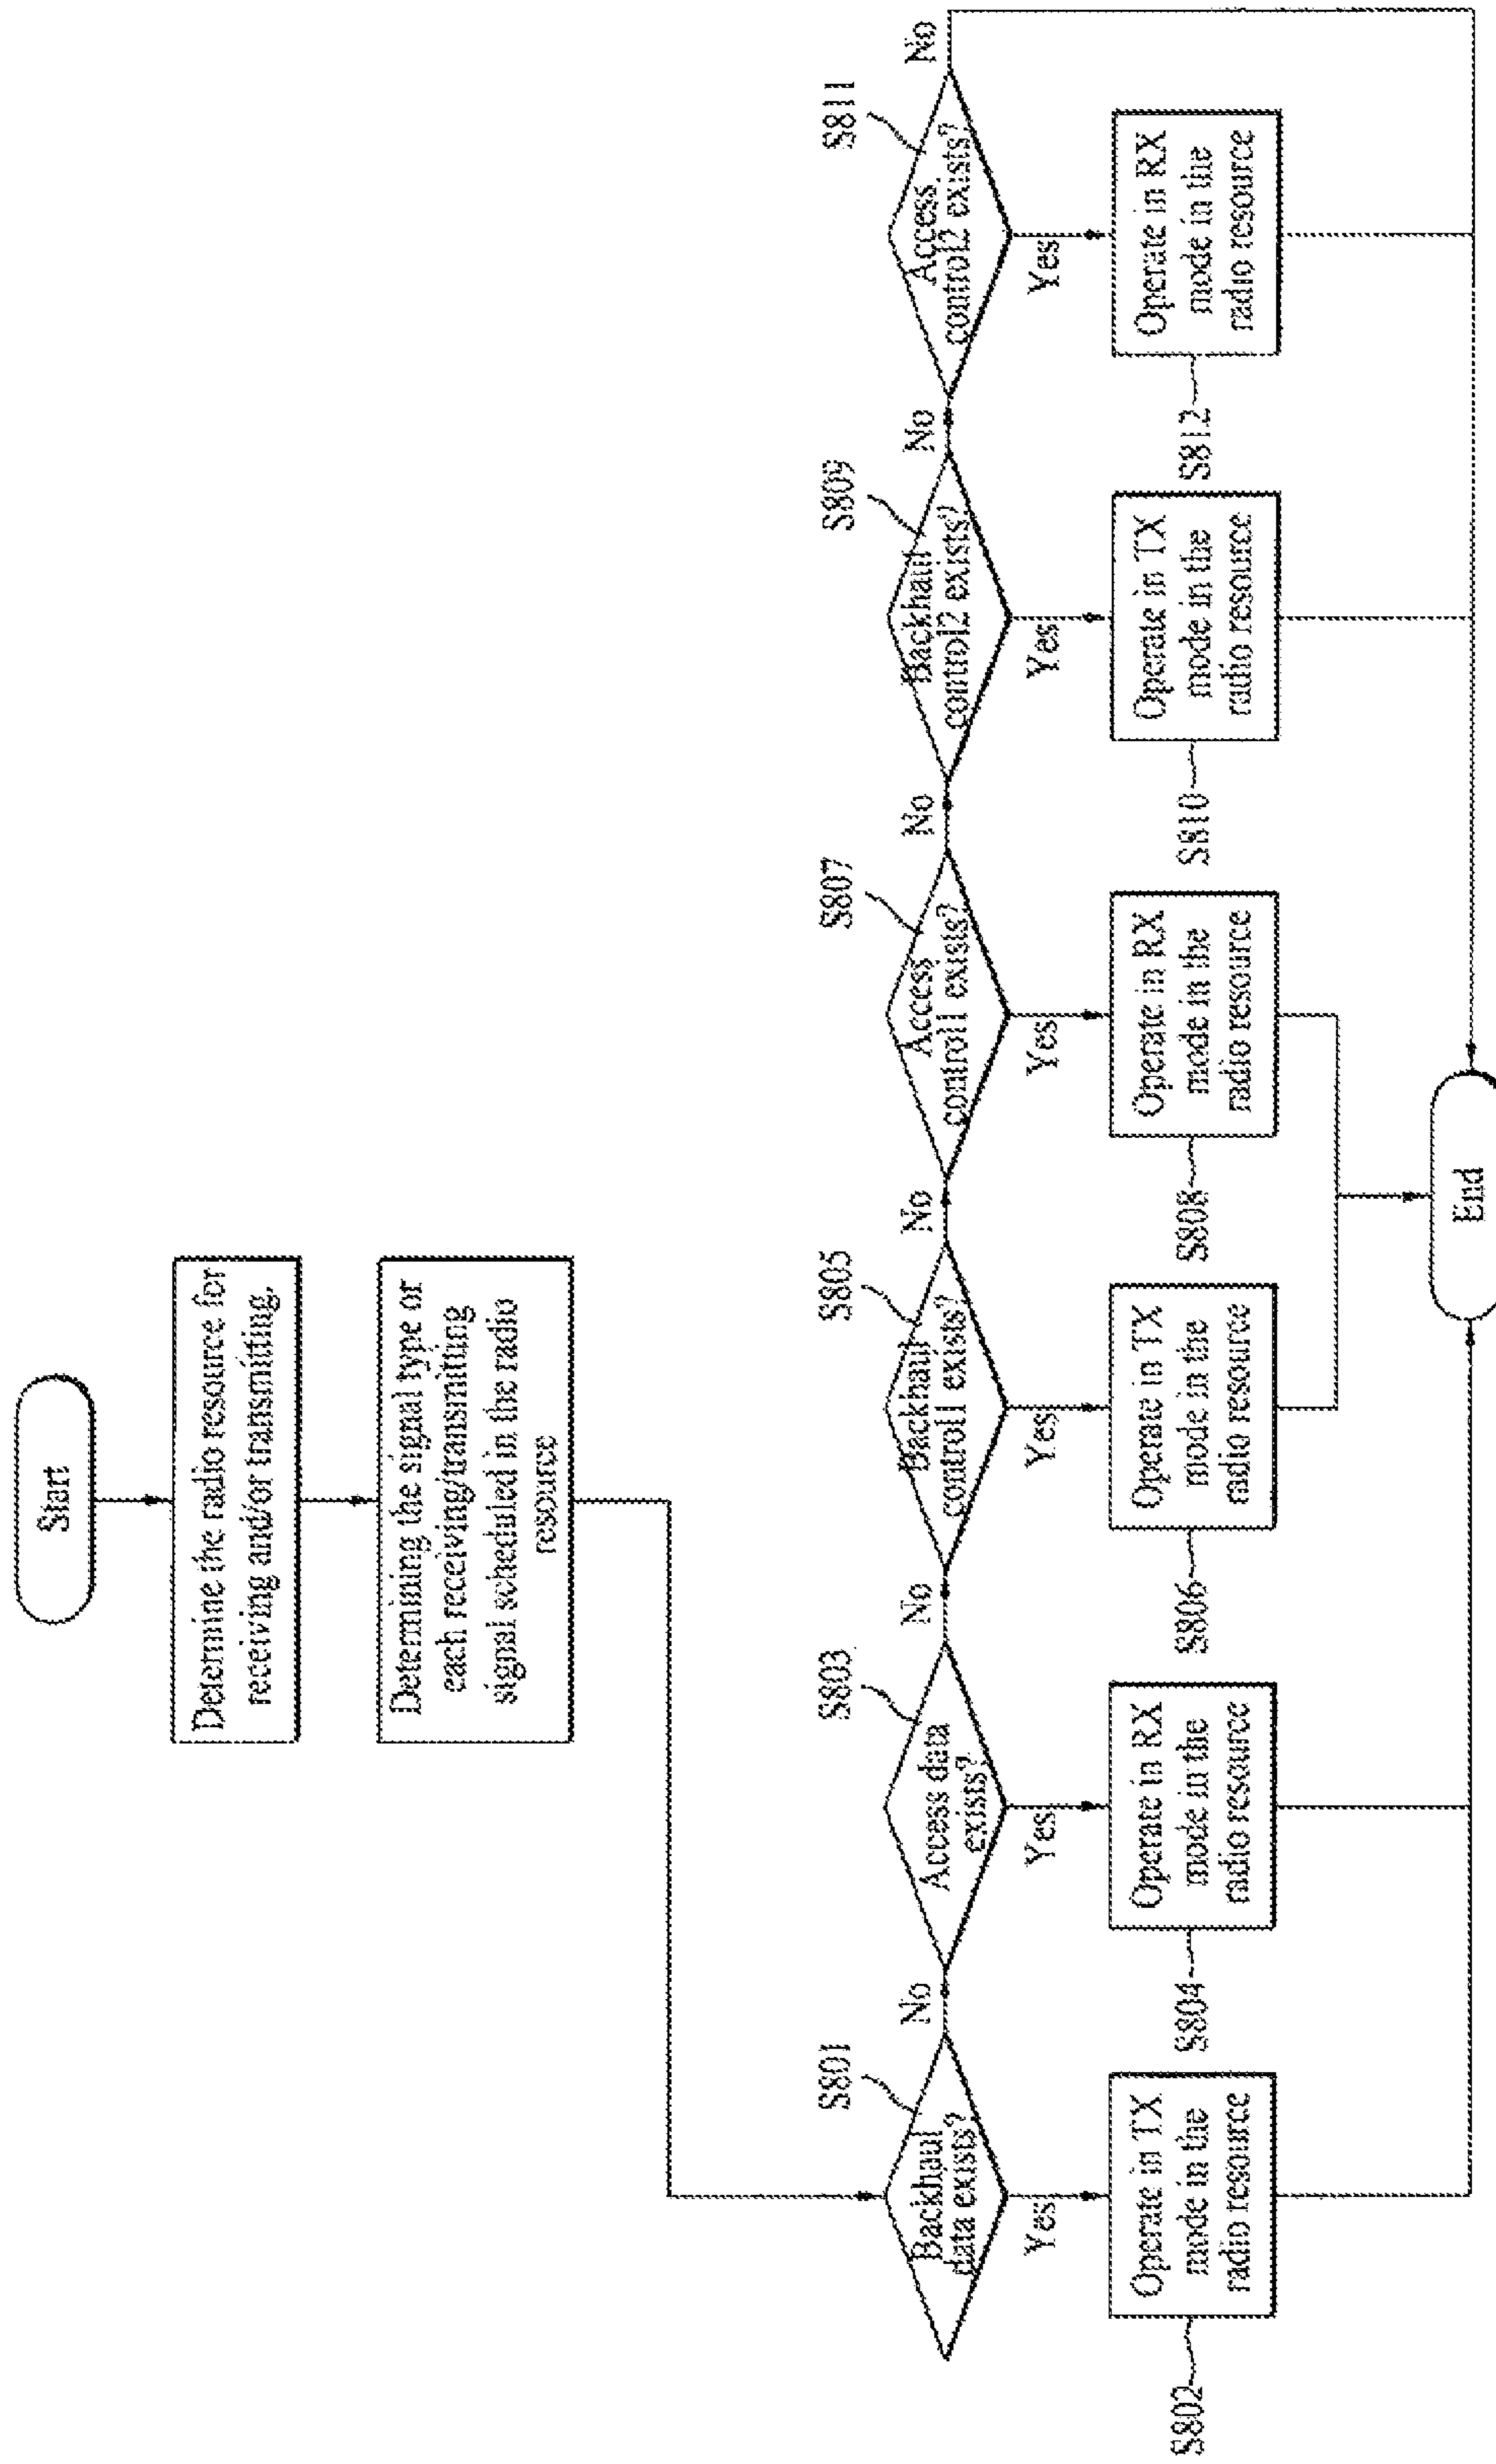 Start
Determine the radio resource for
receiving and/or transmitting.
Determining the signal type or
each receiving/transmitting
signal scheduled in the radio
resource
S801
Backhaul
data exists?
No
Yes
S802
Operate in TX
mode in the
radio resource
S803
Access data
exists?
No
Yes
S804
Operate in RX
mode in the
radio resource
S805
Backhaul
control1 exists?
No
Yes
S806
Operate in TX
mode in the
radio resource
S807
Access
control1 exists?
No
Yes
S808
Operate in RX
mode in the
radio resource
S809
Backhaul
control2 exists?
No
Yes
S810
Operate in TX
mode in the
radio resource
S811
Access
control2 exists?
No
Yes
S812
Operate in RX
mode in the
radio resource
End